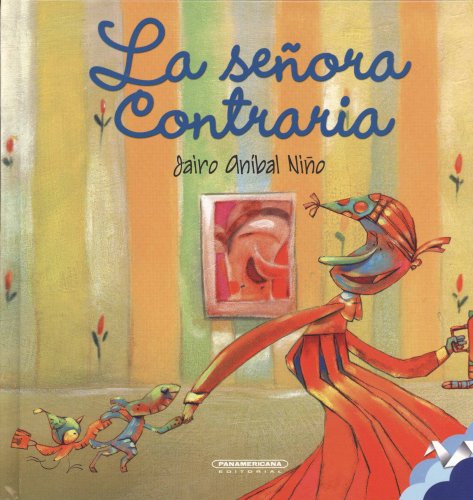 La señora
Contraria
Jairo Aníbal Niño
PANAMERICANA
EDITORIAL